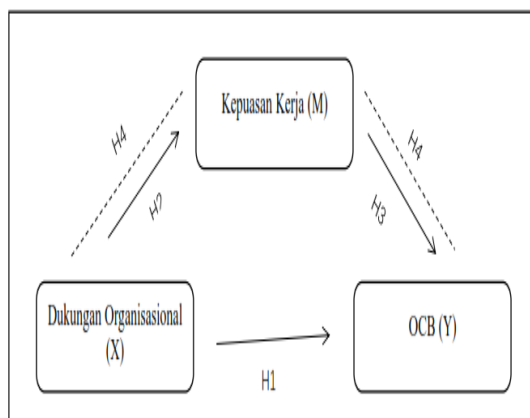 Kepuasan Kerja (M)
H4
H4
H2
H3
Dukungan Organisasional
(X)
OCB (Y)
H1